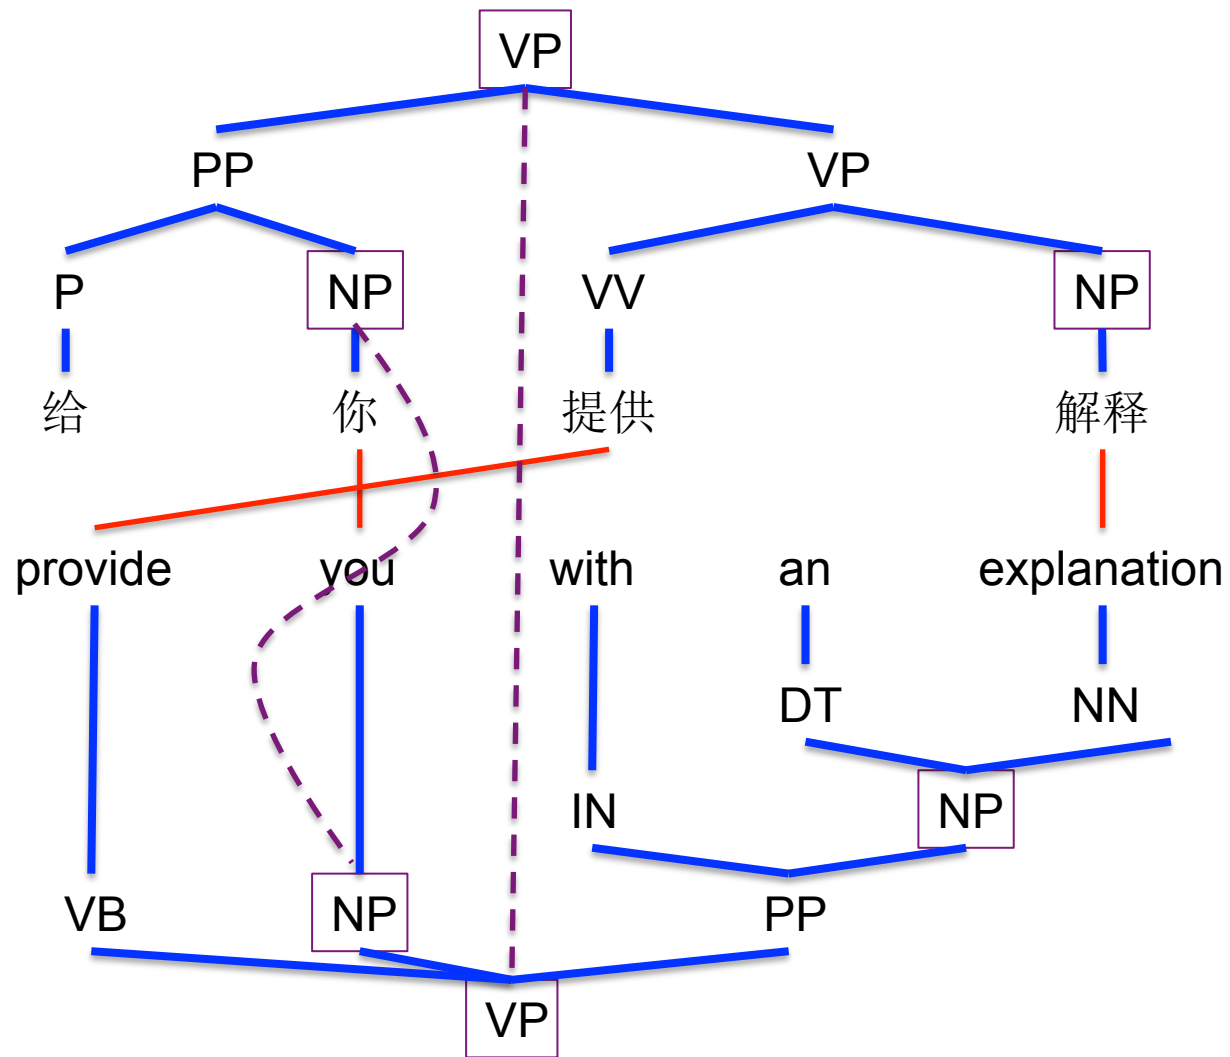 VP
PP VP
P NP VV NP
给 你 提供 解释
provide you with an explanation
DT NN
IN NP
VB NP PP
VP